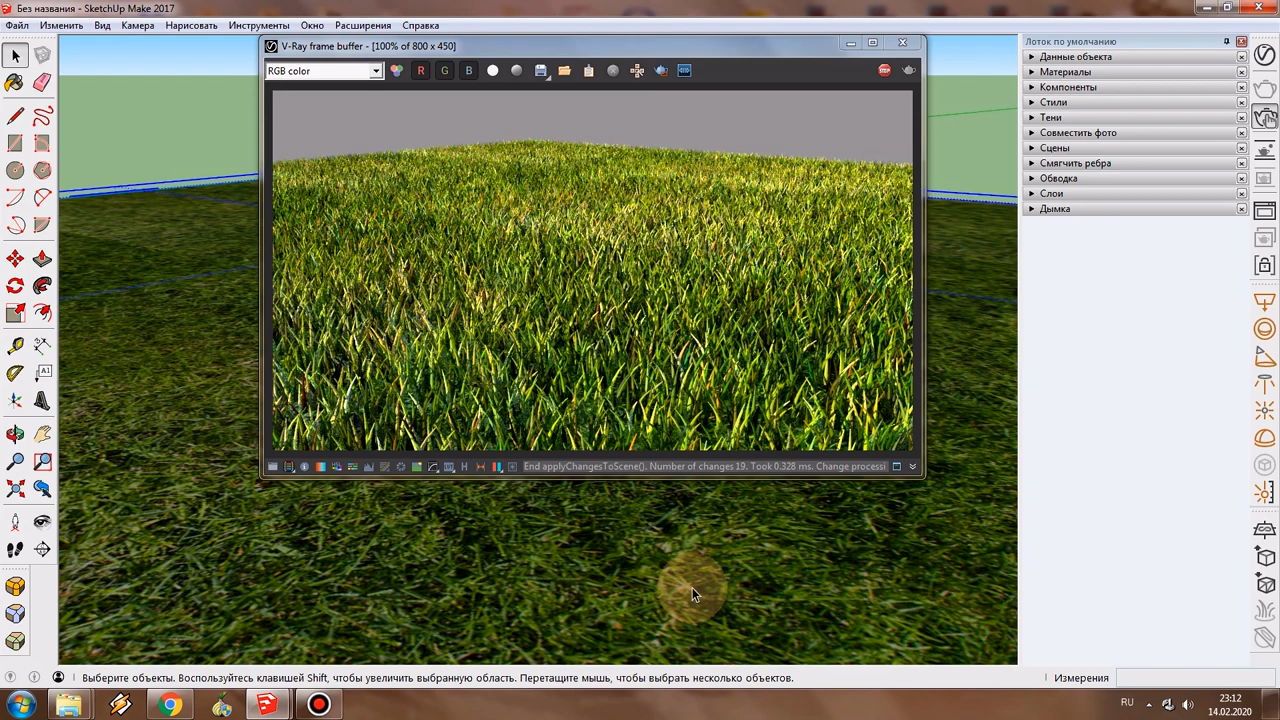 Без названия - SketchUp Make 2017
Файл Изменить Вид Камера Нарисовать Инструменты Окно Расширения Справка
V-Ray frame buffer - [100% of 800 x 450]
RGB color
R G B
End applyChangesToScene(). Number of changes 19. Took 0.328 ms. Change processi
Лоток по умолчанию
Данные объекта
Материалы
Компоненты
Стили
Тени
Совместить фото
Сцены
Смягчить ребра
Обводка
Слои
Дымка
A1
H
Выберите объекты. Воспользуйтесь клавишей Shift, чтобы увеличить выбранную область. Перетащите мышь, чтобы выбрать несколько объектов.
Измерения
RU
23:12
14.02.2020